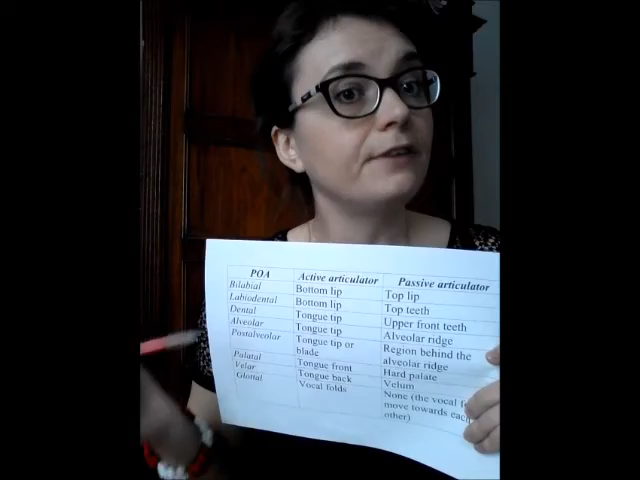 POA Active articulator Passive articulator
Bilabial Bottom lip Top lip
Labiodental Bottom lip Top teeth
Dental Tongue tip Upper front teeth
Alveolar Tongue tip Alveolar ridge
Postalveolar Tongue tip or Region behind the
blade alveolar ridge
Palatal Tongue front Hard palate
Velar Tongue back Velum
Glottal Vocal folds None (the vocal
move towards each
other)